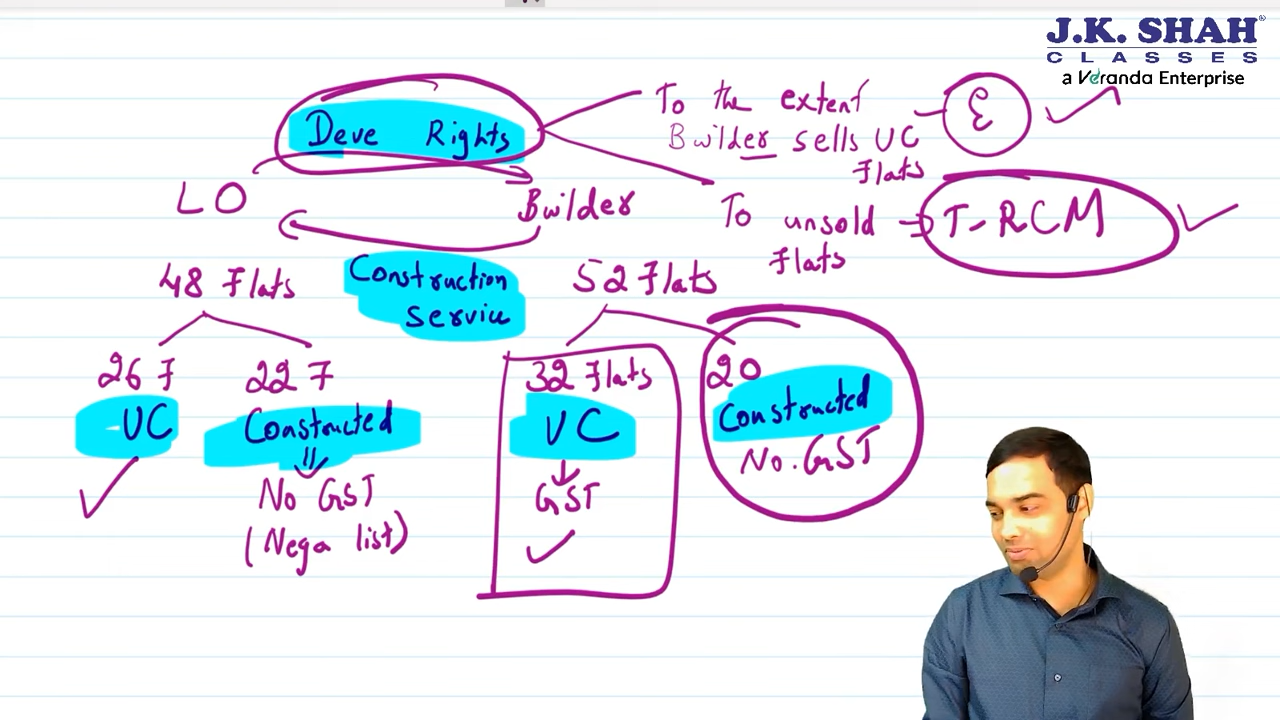 J.K. SHAH®
CLASSES
a Veranda Enterprise
Deve Rights
To the extent
Builder sells UC
Flats
E
LO
Builder
To unsold
Flats
T-RCM
Construction
Service
48 Flats
52 Flats
26 F
22 F
32 Flats
20
UC
Constructed
UC
Constructed
No GST
(Nega list)
GST
No. GST